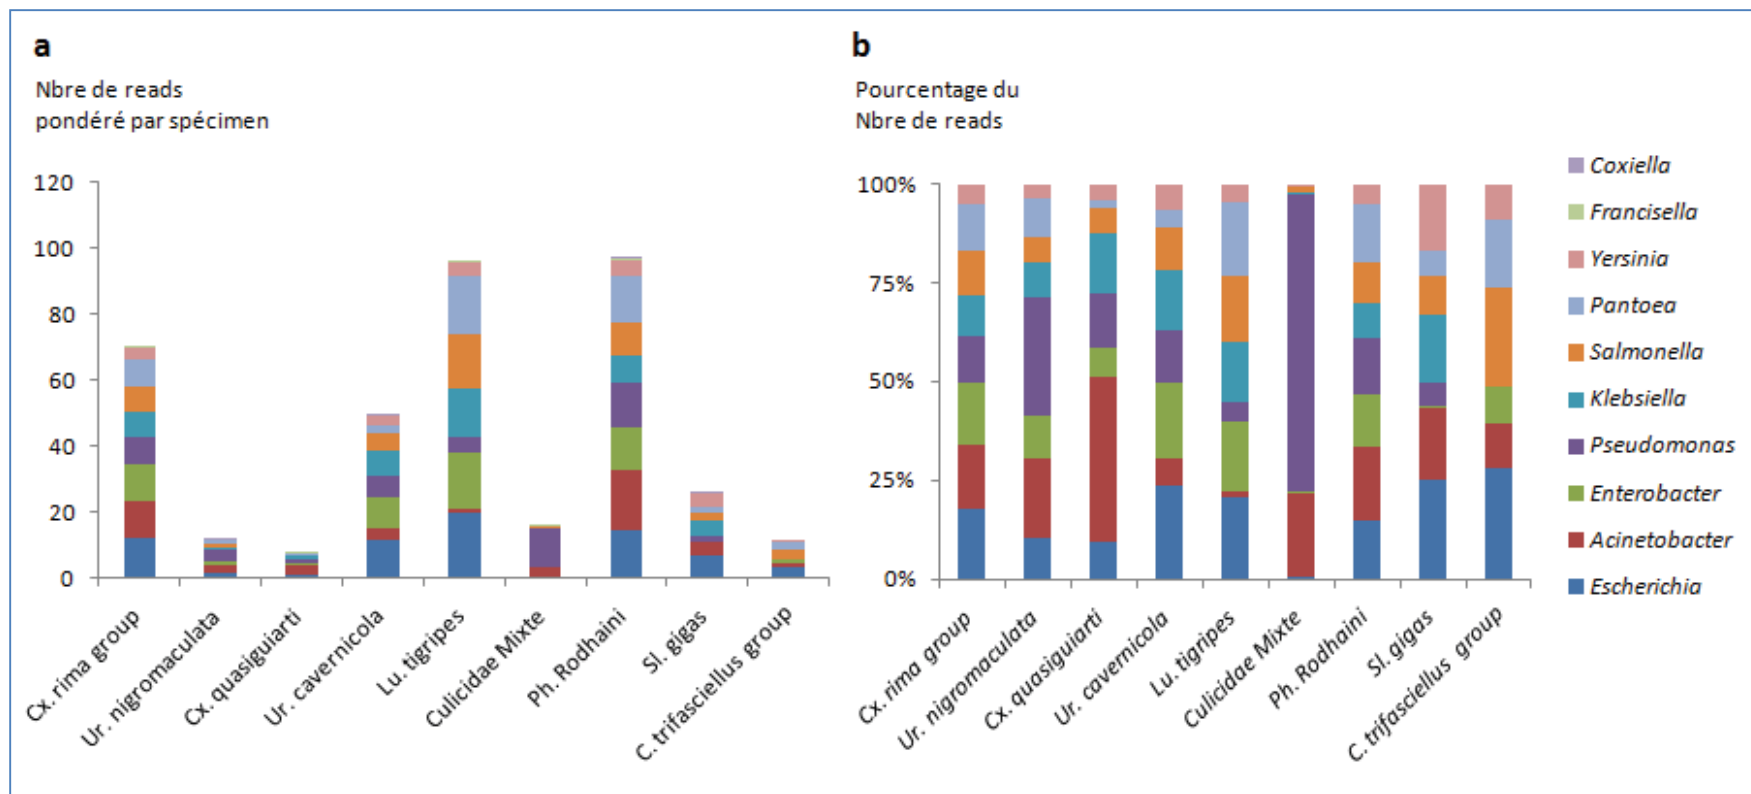 a
Nbre de reads
pondéré par spécimen
120
100
80
60
40
20
0
Cx. rima group
Ur. nigromaculata
Cx. quasiguiarti
Ur. cavernicola
Lu. tigripes
Culicidae Mixte
Ph. Rodhaini
Sl. gigas
C. trifasciellus group
b
Pourcentage du
Nbre de reads
100%
75%
50%
25%
0%
Cx. rima group
Ur. nigromaculata
Cx. quasiguiarti
Ur. cavernicola
Lu. tigripes
Culicidae Mixte
Ph. Rodhaini
Sl. gigas
C. trifasciellus group
Coxiella
Francisella
Yersinia
Pantoea
Salmonella
Klebsiella
Pseudomonas
Enterobacter
Acinetobacter
Escherichia